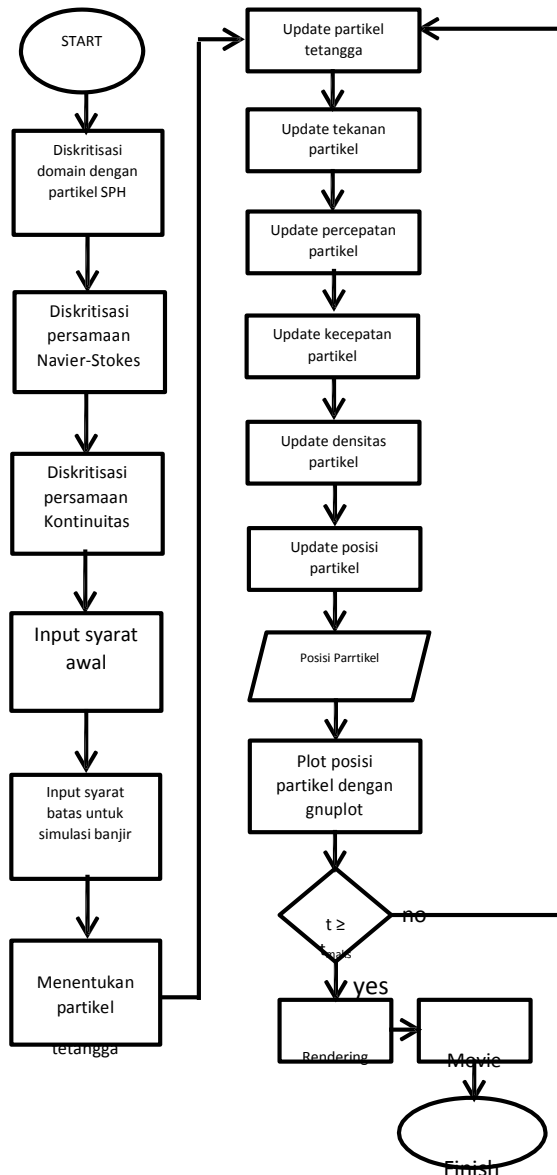 START
Diskritisasi
domain dengan
partikel SPH
Diskritisasi
persamaan
Navier-Stokes
Diskritisasi
persamaan
Kontinuitas
Input syarat
awal
Input syarat
batas untuk
simulasi banjir
Menentukan
partikel
tetangga
Update partikel
tetangga
Update tekanan
partikel
Update percepatan
partikel
Update kecepatan
partikel
Update densitas
partikel
Update posisi
partikel
Posisi Parrtikel
Plot posisi
partikel dengan
gnuplot
t ≥
tmaks
no
yes
Rendering
Movie
Finish